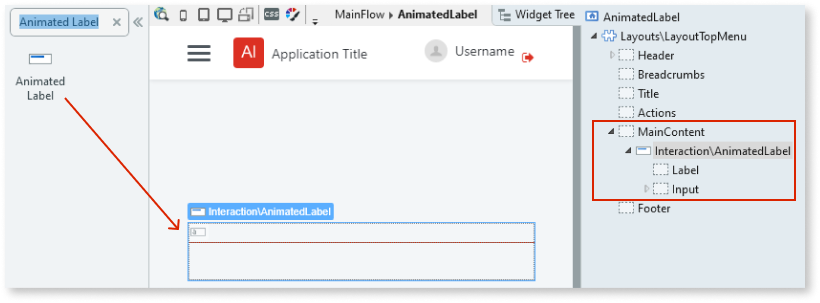 Animated Label
Animated
Label
CSS
MainFlow ▸ AnimatedLabel
Widget Tree
AI
Application Title
Username
Interaction\AnimatedLabel
AnimatedLabel
Layouts\LayoutTopMenu
Header
Breadcrumbs
Title
Actions
MainContent
Interaction\AnimatedLabel
Label
Input
Footer